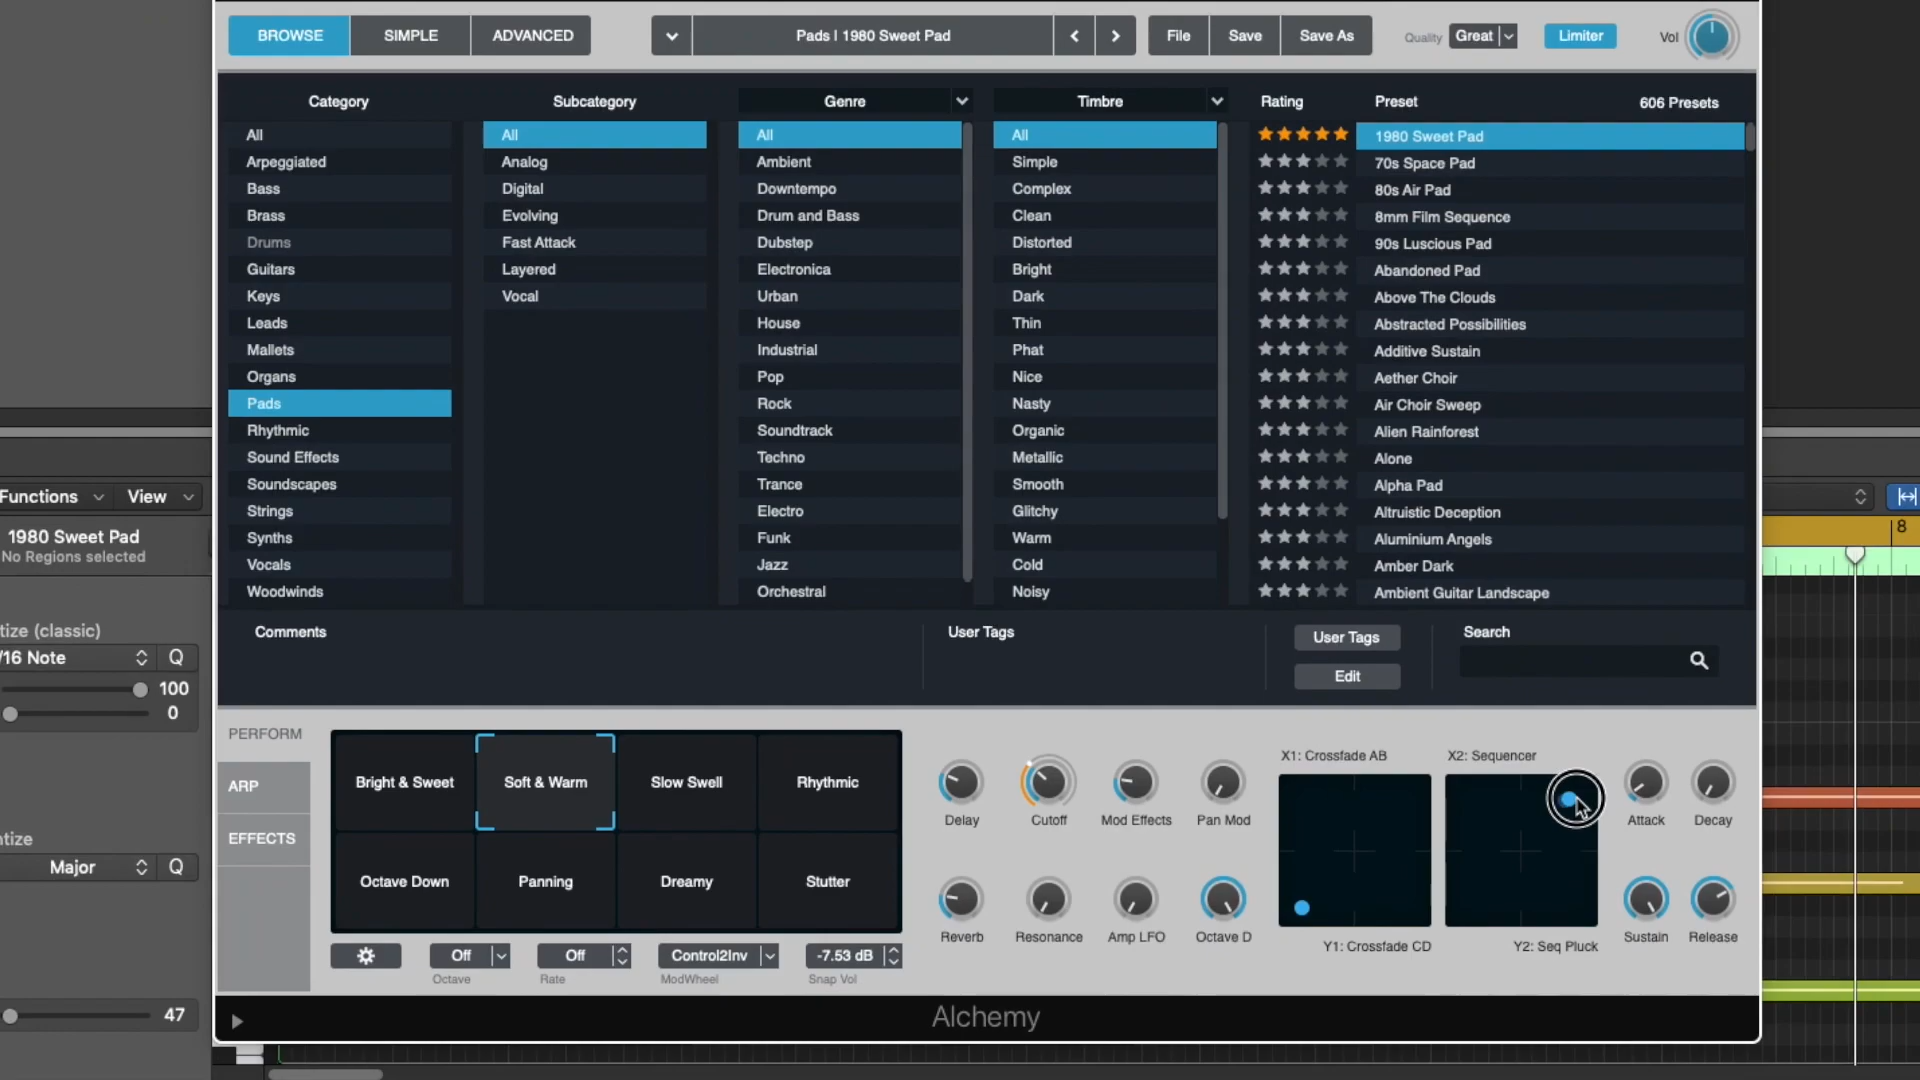 BROWSE SIMPLE ADVANCED Pads | 1980 Sweet Pad File Save Save As Quality Great Limiter Vol
Category Subcategory Genre Timbre Rating Preset 606 Presets
All All All All 1980 Sweet Pad
Arpeggiated Analog Ambient Simple 70s Space Pad
Bass Digital Downtempo Complex 80s Air Pad
Brass Evolving Drum and Bass Clean 8mm Film Sequence
Drums Fast Attack Dubstep Distorted 90s Luscious Pad
Guitars Layered Electronica Bright Abandoned Pad
Keys Vocal Urban Dark Above The Clouds
Leads House Thin Abstracted Possibilities
Mallets Industrial Phat Additive Sustain
Organs Pop Nice Aether Choir
Pads Rock Nasty Air Choir Sweep
Rhythmic Soundtrack Organic Alien Rainforest
Sound Effects Techno Metallic Alone
Soundscapes Trance Smooth Alpha Pad
Strings Electro Glitchy Altruistic Deception
Synths Funk Warm Aluminium Angels
Vocals Jazz Cold Amber Dark
Woodwinds Orchestral Noisy Ambient Guitar Landscape
Functions View
8
1980 Sweet Pad
No Regions selected
tize (classic)
/16 Note Q
100
0
ntize
Major Q
47
Comments User Tags User Tags Search
Edit
PERFORM
ARP
EFFECTS
Bright & Sweet Soft & Warm Slow Swell Rhythmic
Octave Down Panning Dreamy Stutter
Off Off Control2Inv -7.53 dB
Octave Rate ModWheel Snap Vol
X1: Crossfade AB X2: Sequencer
Delay Cutoff Mod Effects Pan Mod Attack Decay
Reverb Resonance Amp LFO Octave D Sustain Release
Y1: Crossfade CD Y2: Seq Pluck
Alchemy